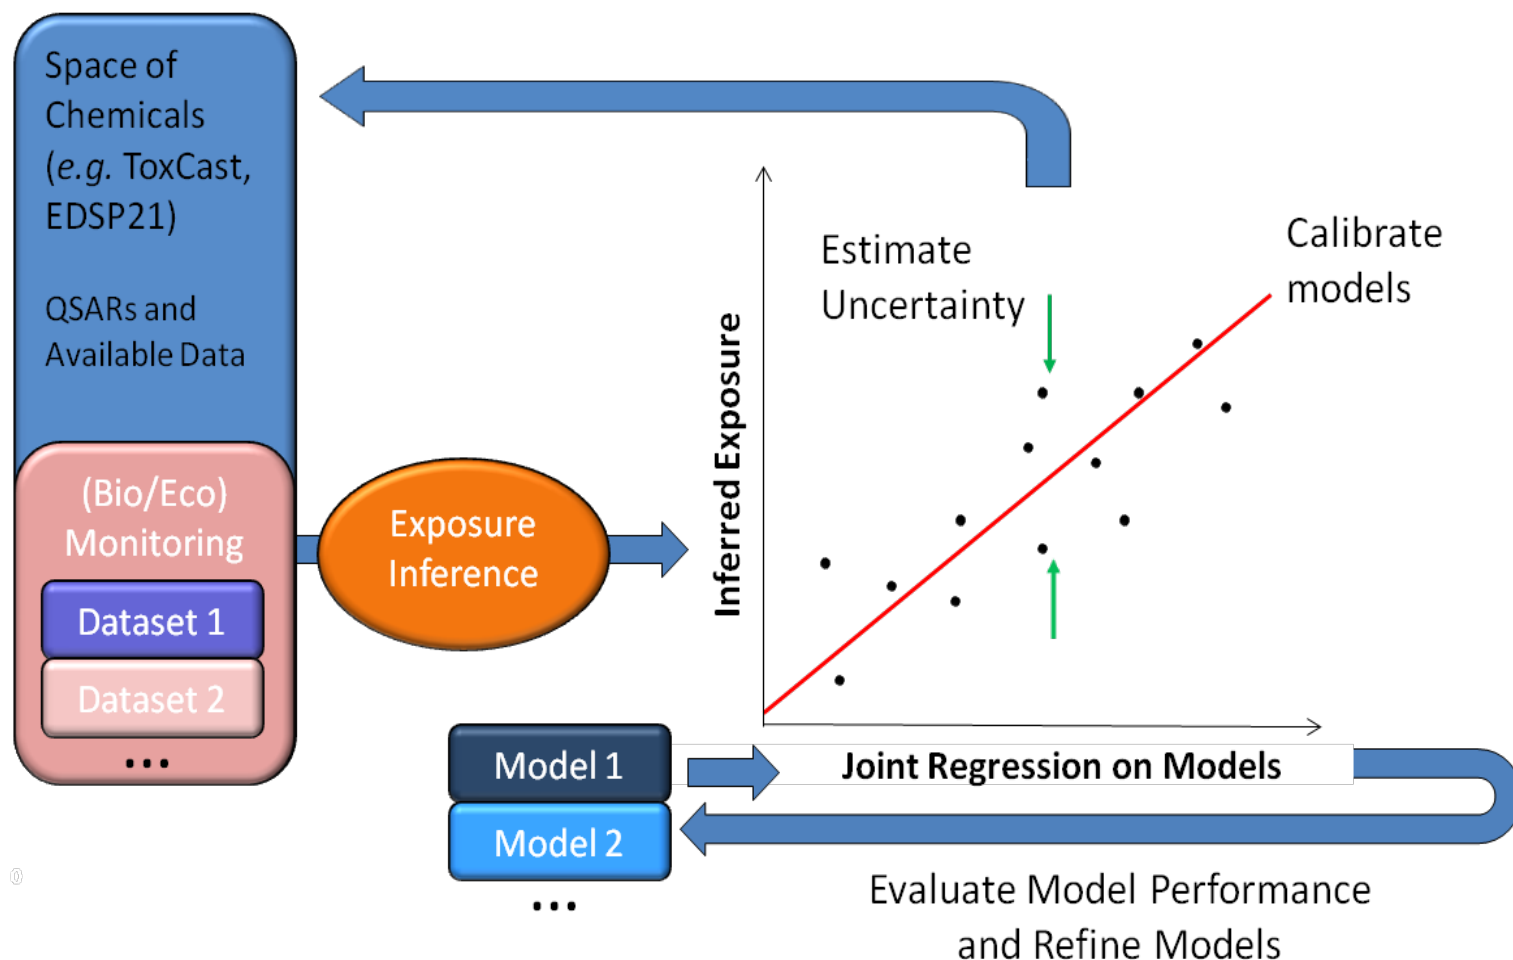 Space of
Chemicals
(e.g. ToxCast,
EDSP21)
QSARs and
Available Data
(Bio/Eco)
Monitoring
Dataset 1
Dataset 2
...
Exposure
Inference
Inferred Exposure
Estimate
Uncertainty
Calibrate
models
Joint Regression on Models
Model 1
Model 2
...
Evaluate Model Performance
and Refine Models
0